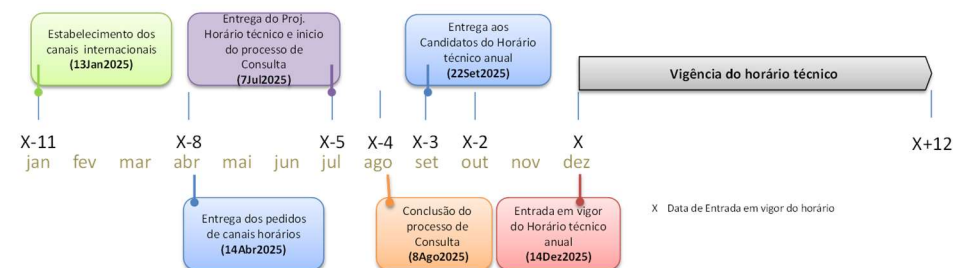 Estabelecimento dos
canais internacionais
(13Jan2025)
Entrega do Proj.
Horário técnico e inicio
do processo de
Consulta
(7Jul2025)
Entrega aos
Candidatos do Horário
técnico anual
(22Set2025)
Vigência do horário técnico
X-11 X-8 X-5 X-4 X-3 X-2 X X+12
jan fev mar abr mai jun jul ago set out nov dez
Entrega dos pedidos
de canais horários
(14Abr2025)
Conclusão do
processo de
Consulta
(8Ago2025)
Entrada em vigor
do Horário técnico
anual
(14Dez2025)
X Data de Entrada em vigor do horário